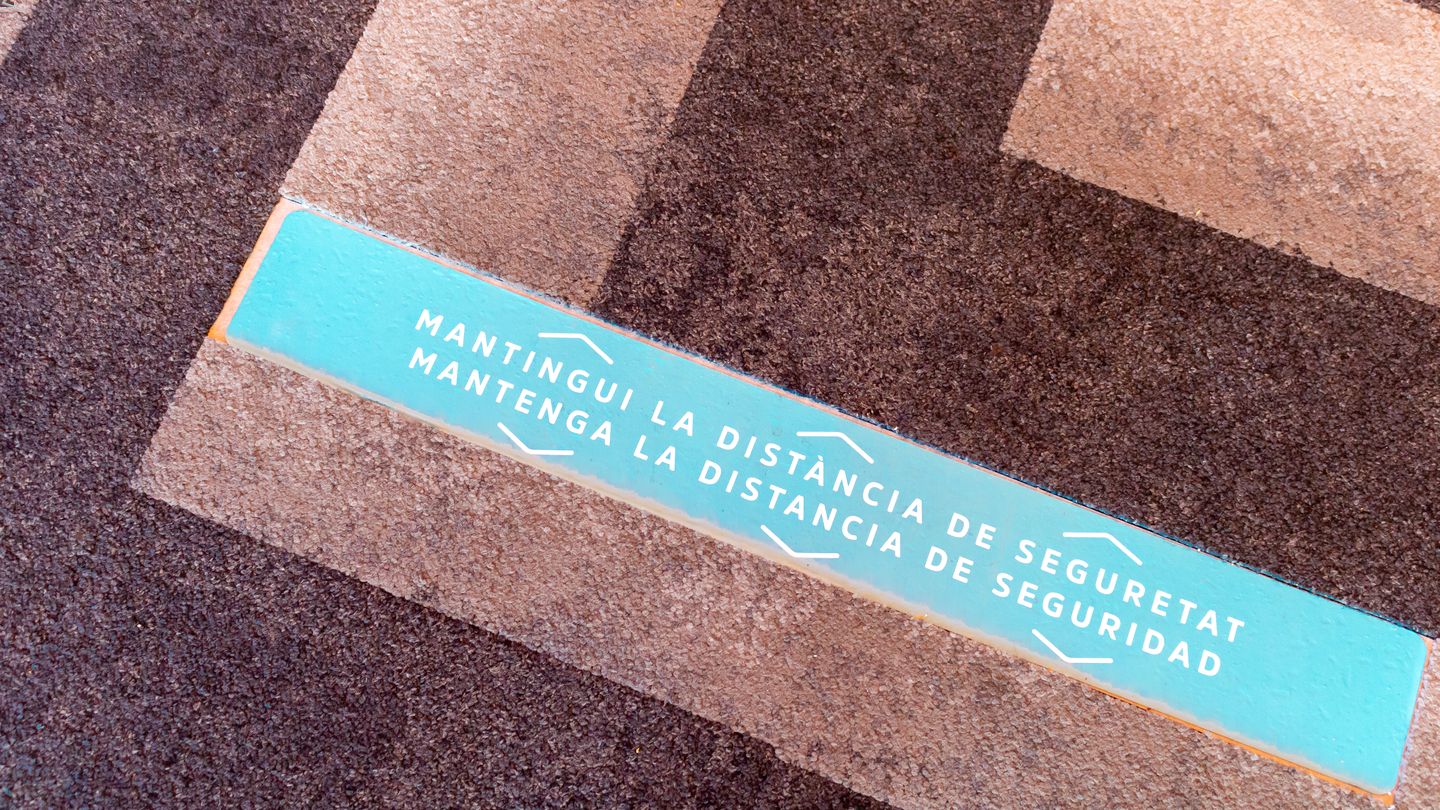 MANTINGUI LA DISTÀNCIA DE SEGURETAT
MANTENGA LA DISTANCIA DE SEGURIDAD